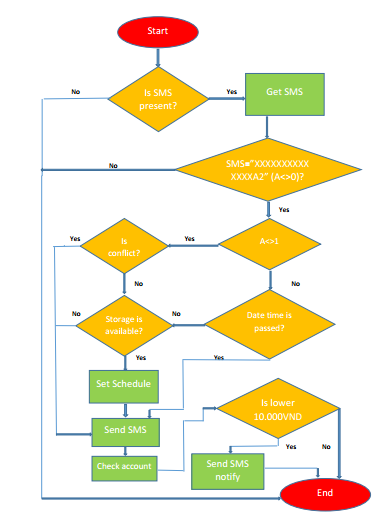 Start
Is SMS
present?
No
Yes
Get SMS
SMS="XXXXXXXXXX
XXXXA2" (A<>0)?
No
Yes
Yes
Is
conflict?
Yes
A<>1
No
No
No
Storage is
available?
No
Date time is
passed?
Yes
Yes
Set Schedule
Is lower
10.000VND
Send SMS
Check account
Yes
No
Send SMS
notify
End